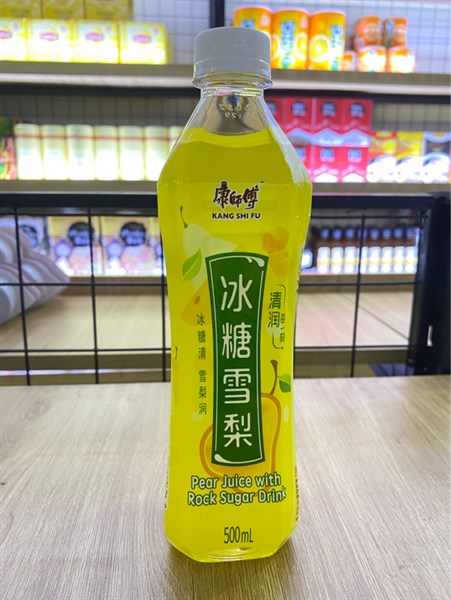 康師傅
KANG SHI FU
冰糖雪梨
清润
冰糖清 雪梨润
Pear Juice with
Rock Sugar Drink
500mL